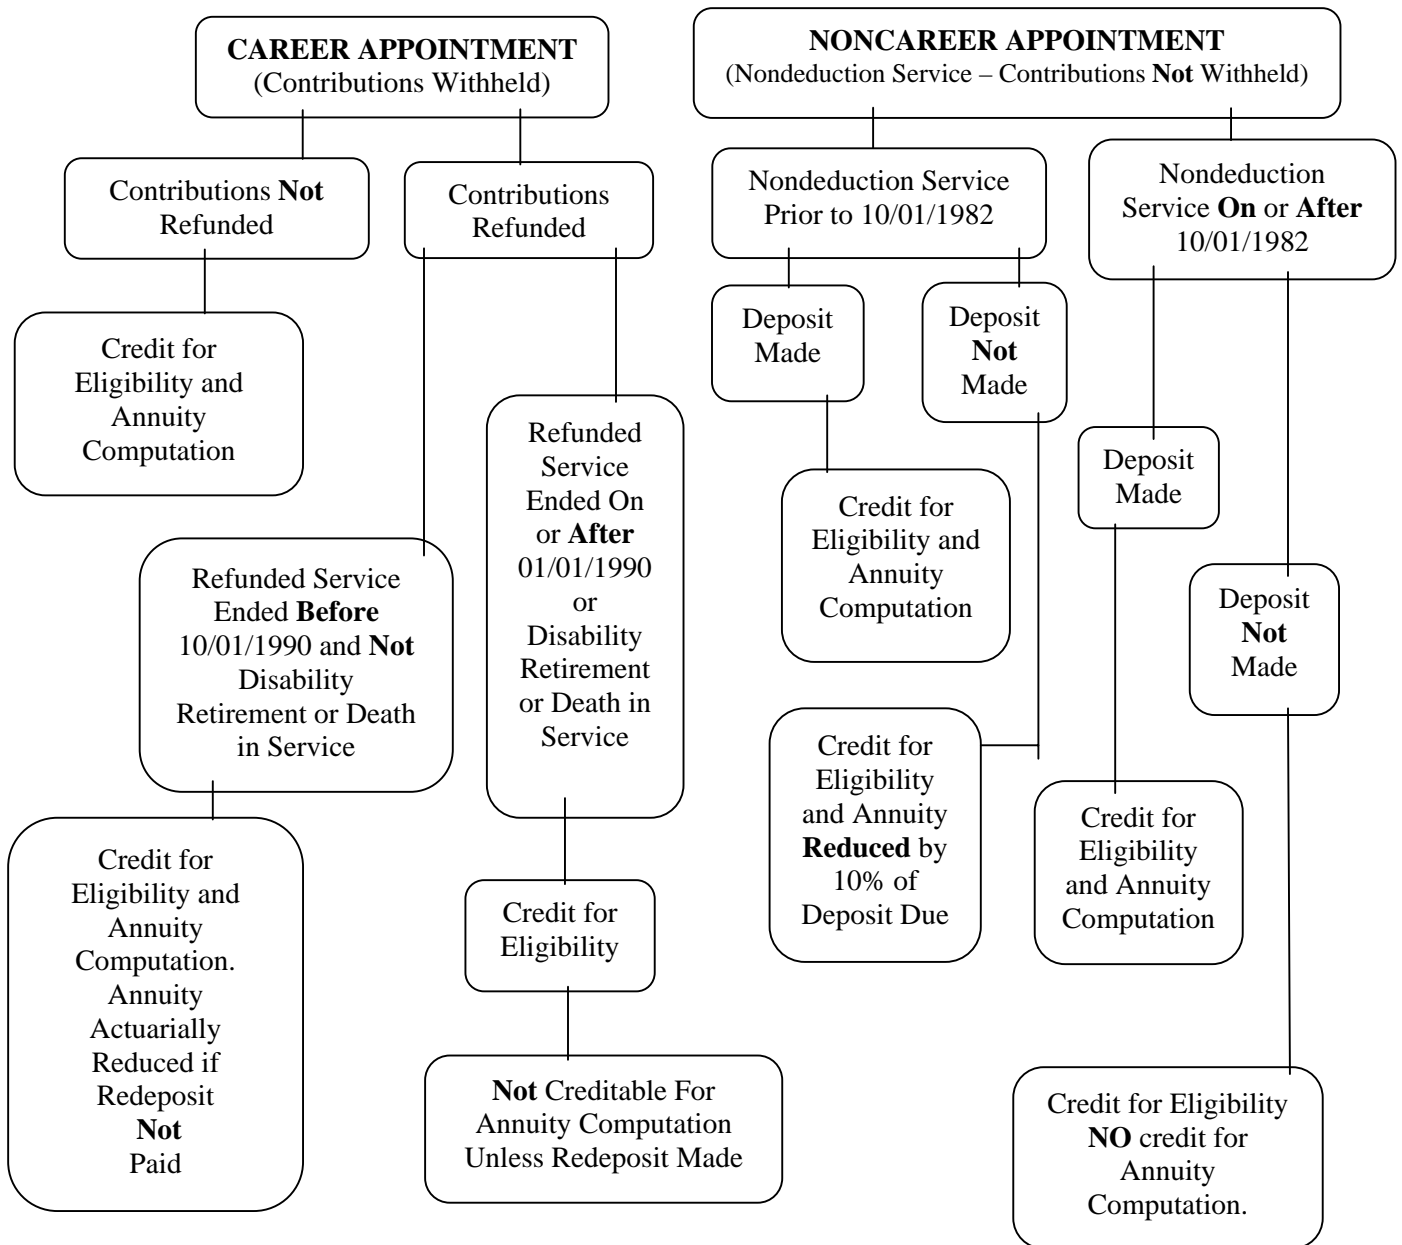 CAREER APPOINTMENT
(Contributions Withheld)
NONCAREER APPOINTMENT
(Nondeduction Service – Contributions Not Withheld)
Contributions Not
Refunded
Contributions
Refunded
Nondeduction Service
Prior to 10/01/1982
Nondeduction
Service On or After
10/01/1982
Credit for
Eligibility and
Annuity
Computation
Refunded Service
Ended Before
10/01/1990 and Not
Disability
Retirement or Death
in Service
Credit for
Eligibility and
Annuity
Computation.
Annuity
Actuarially
Reduced if
Redeposit
Not
Paid
Refunded
Service
Ended On
or After
01/01/1990
or
Disability
Retirement
or Death in
Service
Credit for
Eligibility
Not Creditable For
Annuity Computation
Unless Redeposit Made
Deposit
Made
Credit for
Eligibility and
Annuity
Computation
Deposit
Not
Made
Credit for
Eligibility
and Annuity
Reduced by
10% of
Deposit Due
Deposit
Made
Credit for
Eligibility
and Annuity
Computation
Deposit
Not
Made
Credit for Eligibility
NO credit for
Annuity
Computation.